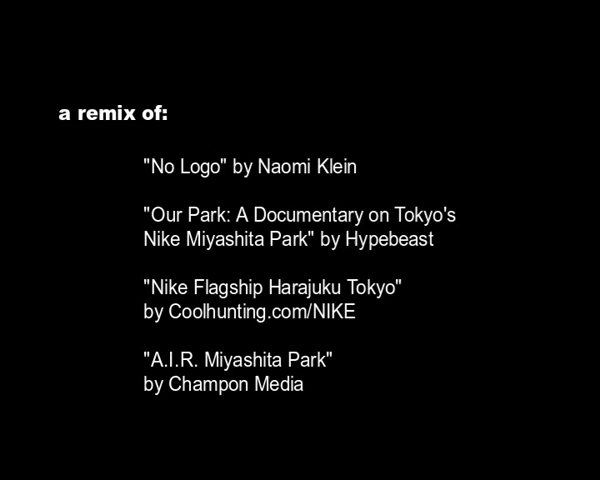 a remix of:
"No Logo" by Naomi Klein
"Our Park: A Documentary on Tokyo's
Nike Miyashita Park" by Hypebeast
"Nike Flagship Harajuku Tokyo"
by Coolhunting.com/NIKE
"A.I.R. Miyashita Park"
by Champon Media